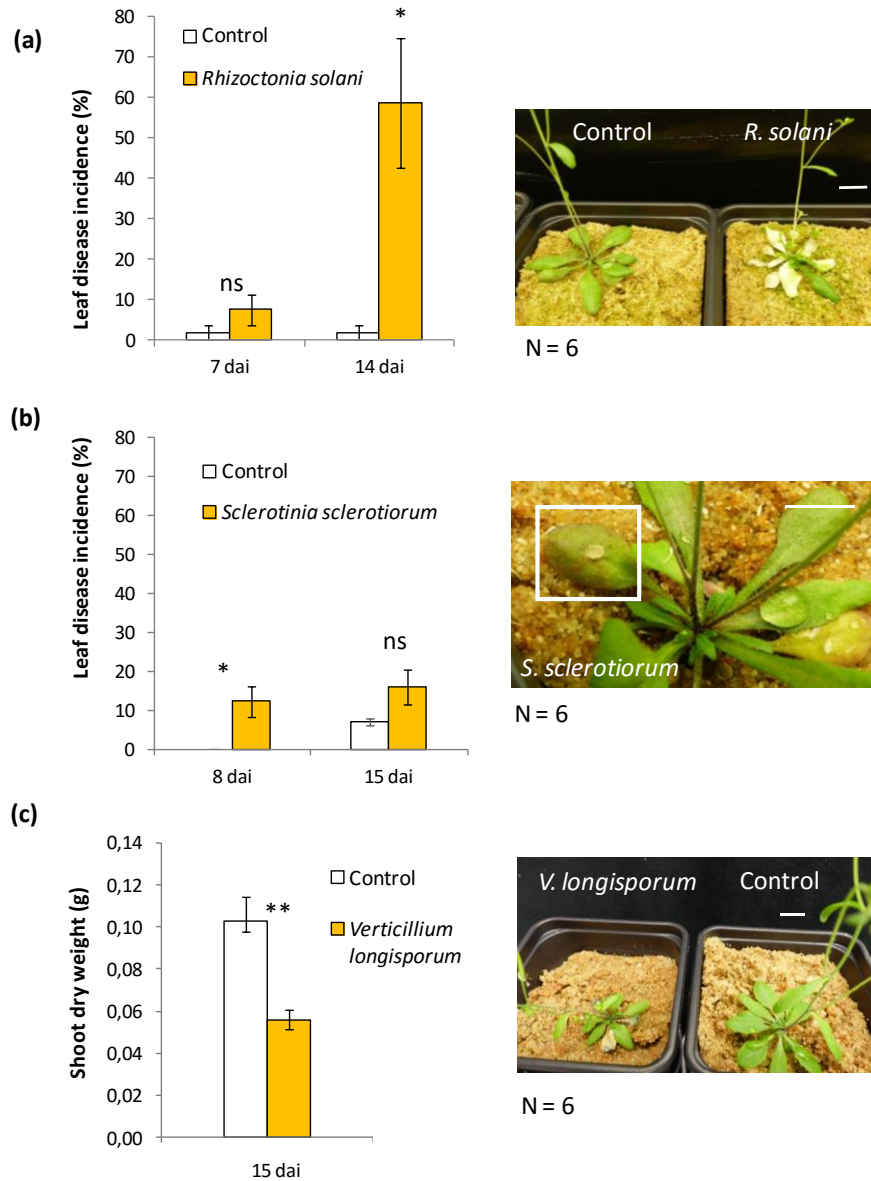 (a)
Leaf disease incidence (%)
80
70
60
50
40
30
20
10
0
Control
Rhizoctonia solani
ns
*
7 dai
14 dai
Control
R. solani
N = 6
(b)
Leaf disease incidence (%)
80
70
60
50
40
30
20
10
0
Control
Sclerotinia sclerotiorum
*
ns
8 dai
15 dai
S. sclerotiorum
N = 6
(c)
Shoot dry weight (g)
0,14
0,12
0,10
0,08
0,06
0,04
0,02
0,00
Control
Verticillium
longisporum
**
15 dai
V. longisporum
Control
N = 6